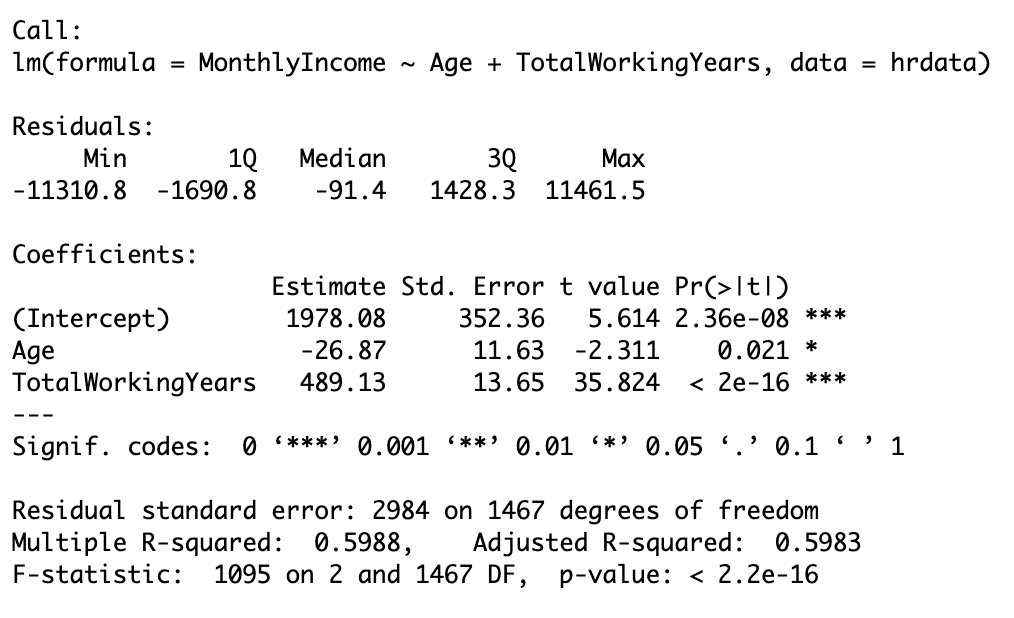 Call:
lm(formula = MonthlyIncome ~ Age + TotalWorkingYears, data = hrdata)
Residuals:
Min 1Q Median 3Q Max
-11310.8 -1690.8 -91.4 1428.3 11461.5
Coefficients:
Estimate Std. Error t value Pr(>|t|)
(Intercept) 1978.08 352.36 5.614 2.36e-08 ***
Age -26.87 11.63 -2.311 0.021 *
TotalWorkingYears 489.13 13.65 35.824 < 2e-16 ***
---
Signif. codes: 0 ‘***’ 0.001 ‘**’ 0.01 ‘*’ 0.05 ‘.’ 0.1 ‘ ’ 1
Residual standard error: 2984 on 1467 degrees of freedom
Multiple R-squared: 0.5988, Adjusted R-squared: 0.5983
F-statistic: 1095 on 2 and 1467 DF, p-value: < 2.2e-16